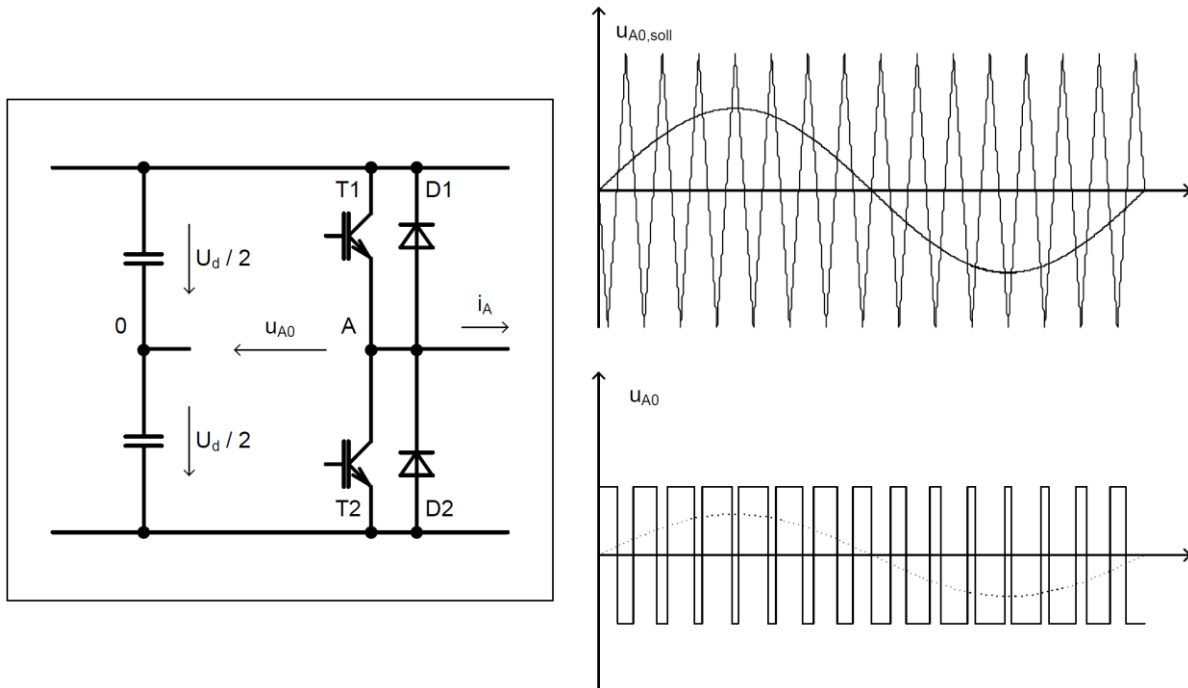 T1
D1
U_d / 2
0
u_A0
A
i_A
U_d / 2
T2
D2
u_A0,soll
u_A0